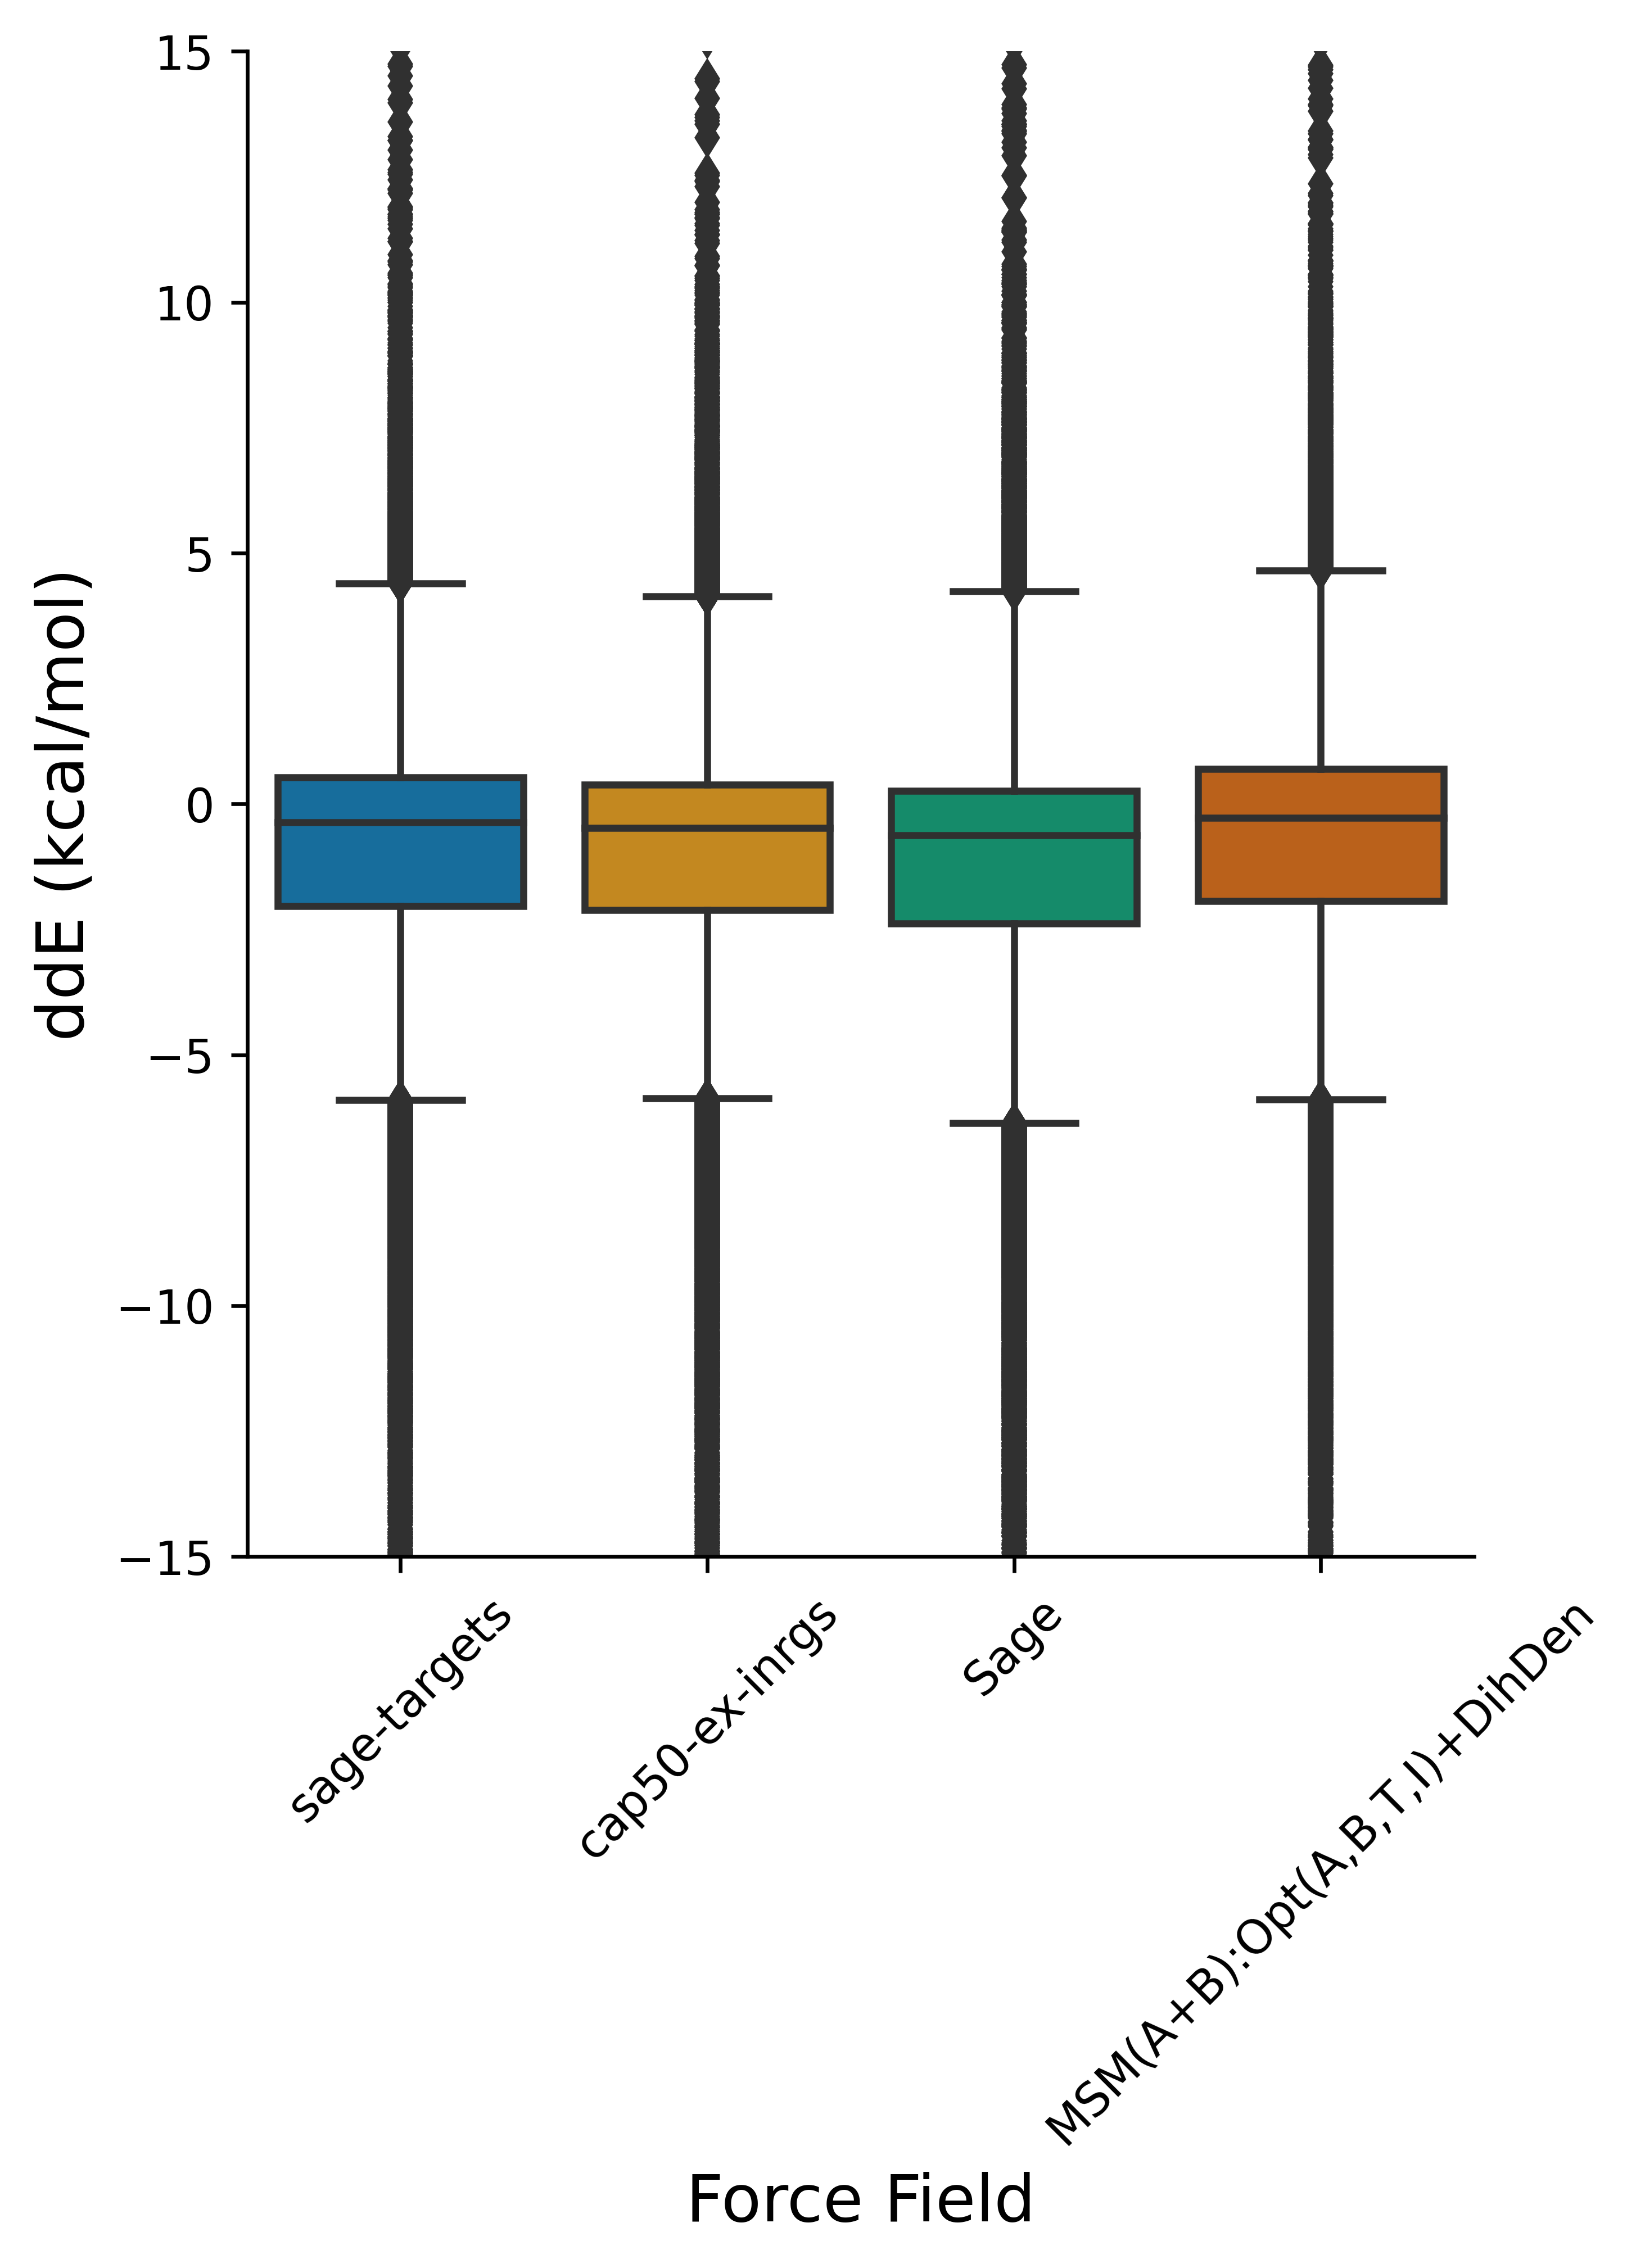 15
10
5
0
−5
−10
−15
ddE (kcal/mol)
sage-targets
cap50-ex-inrgs
Sage
MSM(A+B):Opt(A,B,T,I)+DihDen
Force Field